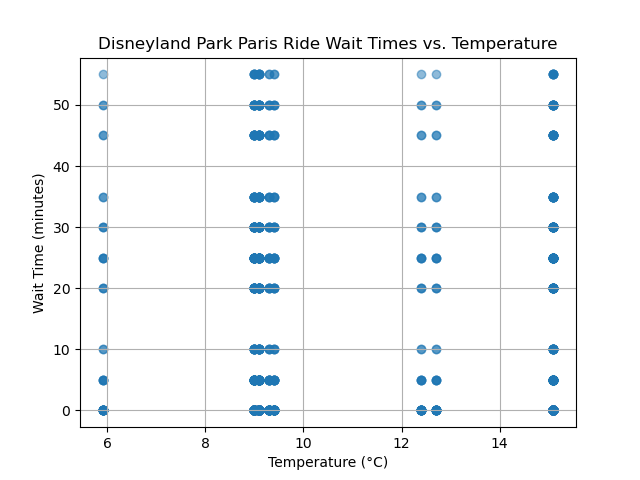 Disneyland Park Paris Ride Wait Times vs. Temperature
Wait Time (minutes)
50
40
30
20
10
0
6 8 10 12 14
Temperature (°C)